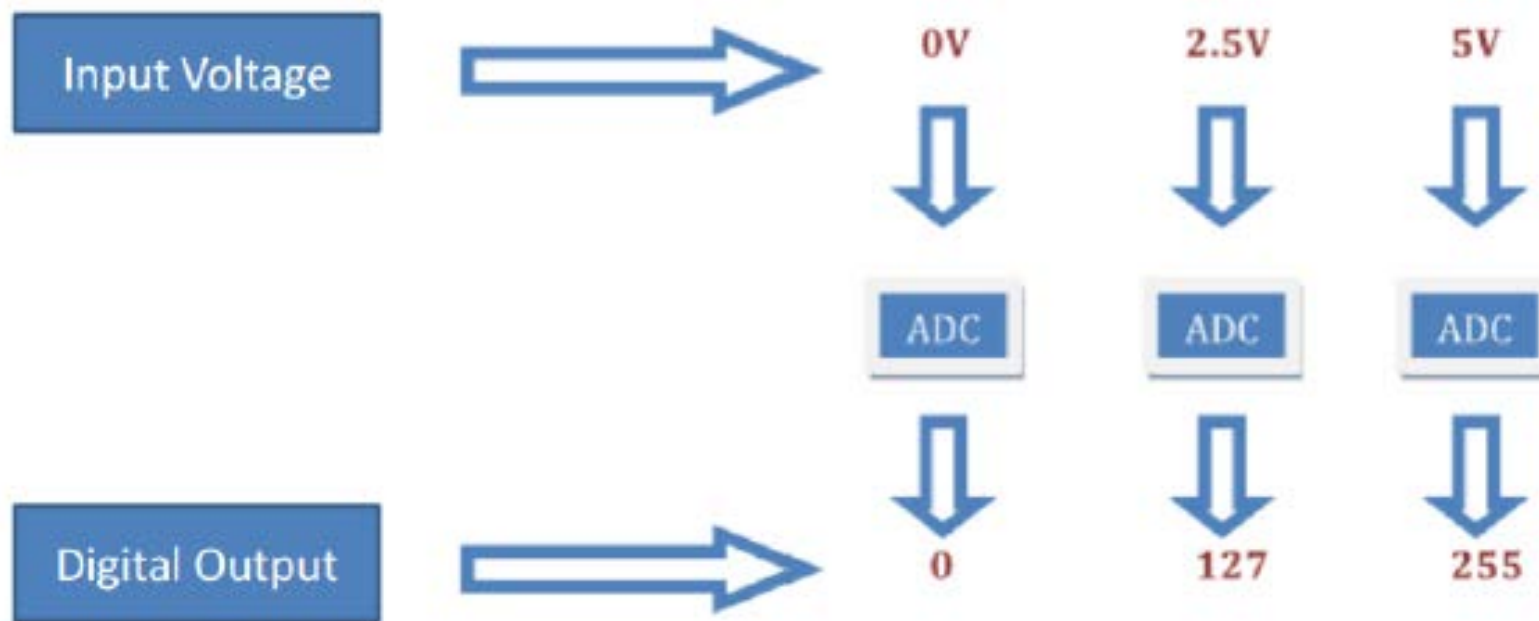 Input Voltage
0V 2.5V 5V
ADC ADC ADC
Digital Output
0 127 255